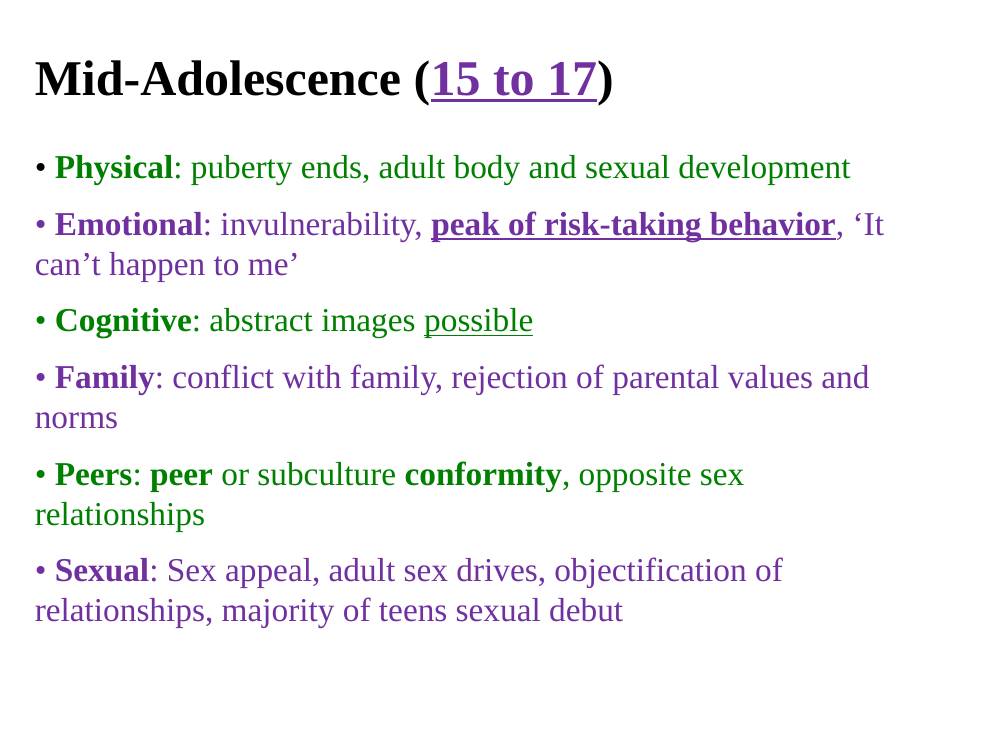 Mid-Adolescence (15 to 17)
• Physical: puberty ends, adult body and sexual development
• Emotional: invulnerability, peak of risk-taking behavior, ‘It
can’t happen to me’
• Cognitive: abstract images possible
• Family: conflict with family, rejection of parental values and
norms
• Peers: peer or subculture conformity, opposite sex
relationships
• Sexual: Sex appeal, adult sex drives, objectification of
relationships, majority of teens sexual debut